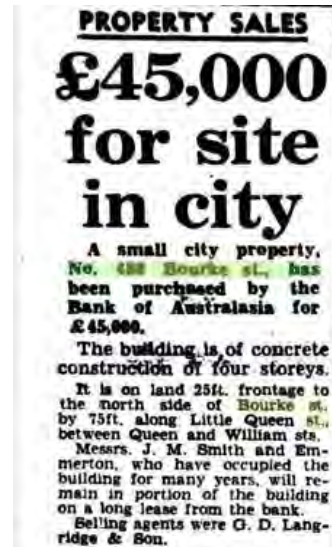 PROPERTY SALES
£45,000
for site
in city
A small city property,
No. Bourke st., has
been purchased by the
Bank of Australasia for
£45,000.
The building is of concrete
construction of four storeys.
It is on land 25ft. frontage to
the north side of Bourke st.
by 75ft. along Little Queen st.,
between Queen and William sts.
Messrs. J. M. Smith and Em-
merton, who have occupied the
building for many years, will re-
main in portion of the building
on a long lease from the bank.
Selling agents were G. D. Lang-
ridge & Son.